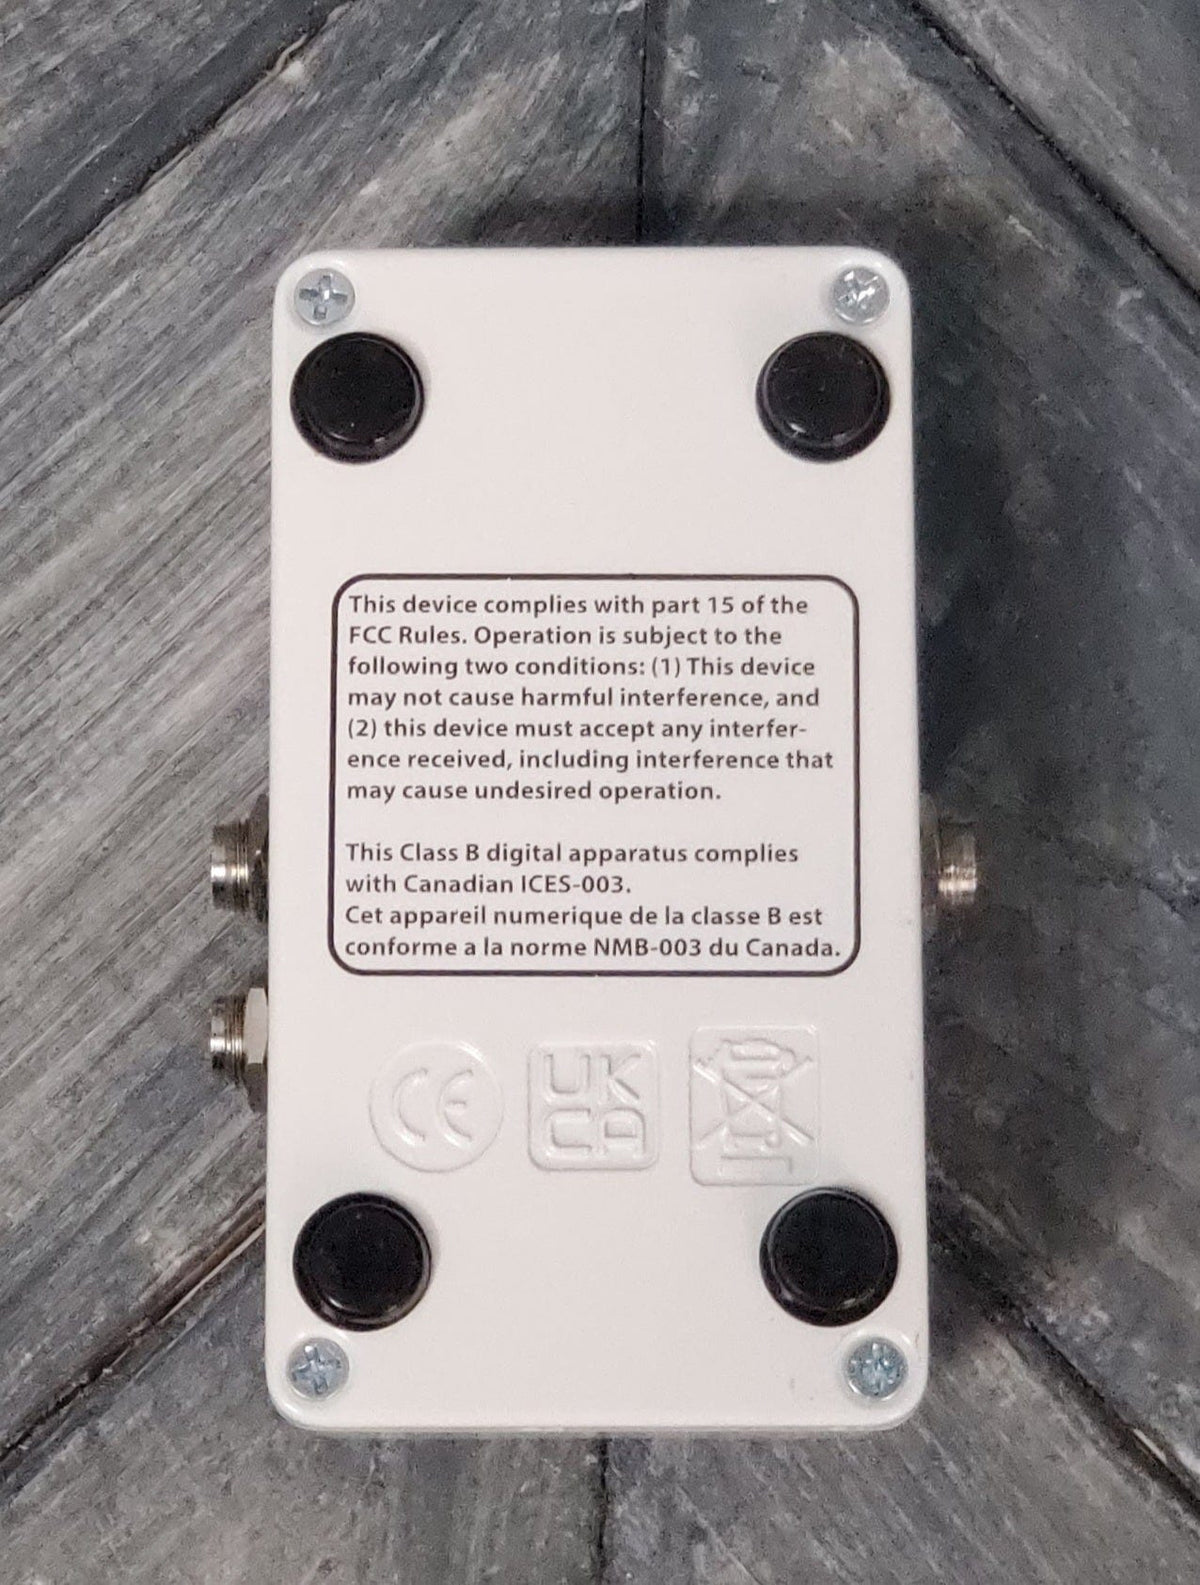 This device complies with part 15 of the
FCC Rules. Operation is subject to the
following two conditions: (1) This device
may not cause harmful interference, and
(2) this device must accept any interfer-
ence received, including interference that
may cause undesired operation.
This Class B digital apparatus complies
with Canadian ICES-003.
Cet appareil numerique de la classe B est
conforme a la norme NMB-003 du Canada.
CE
UK
CA